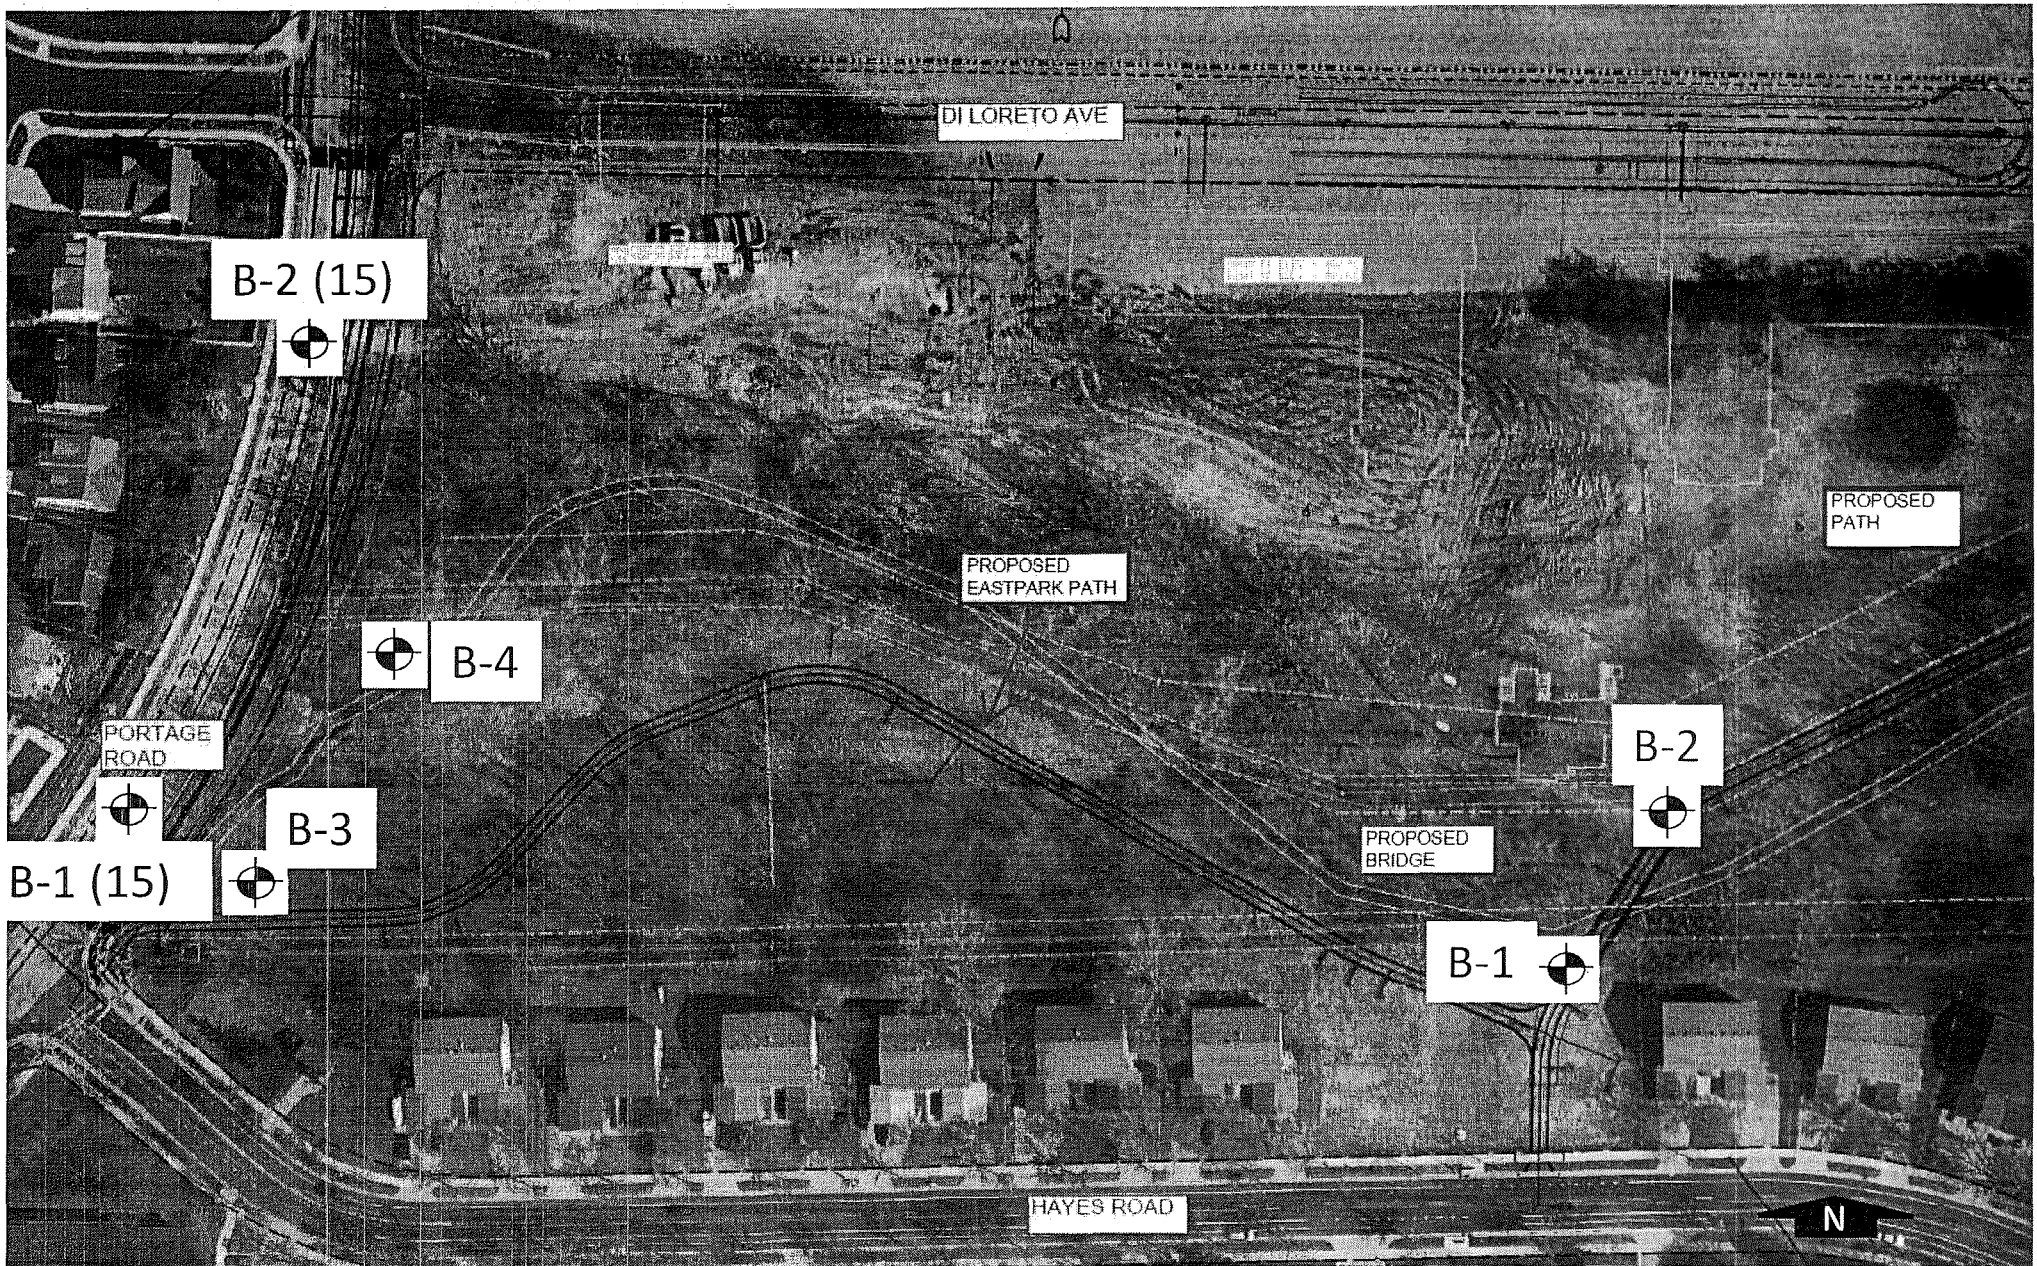 DI LORETO AVE
B-2 (15)
PROPOSED
PATH
PROPOSED
EASTPARK PATH
B-4
PORTAGE
ROAD
B-2
B-3
PROPOSED
BRIDGE
B-1 (15)
B-1
HAYES ROAD
N